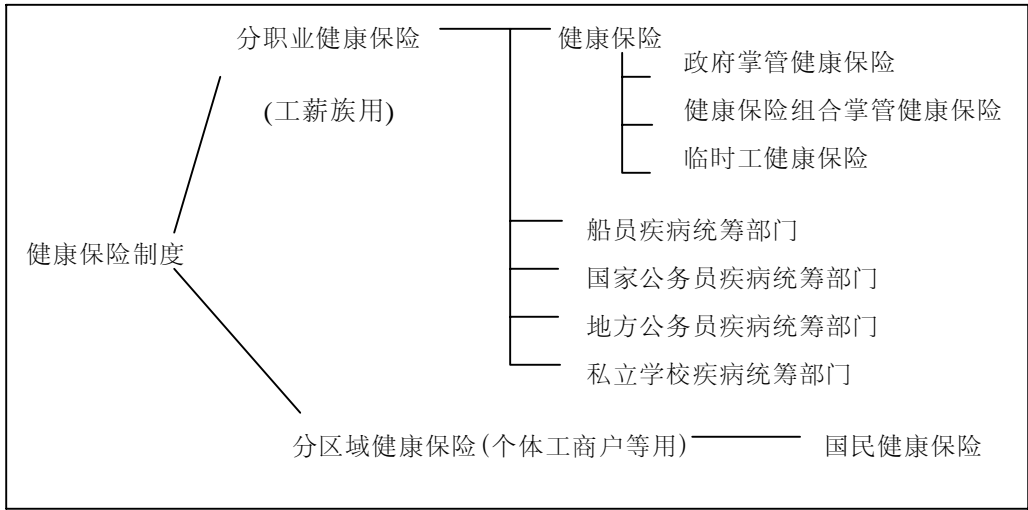 分职业健康保险
健康保险
政府掌管健康保险
(工薪族用)
健康保险组合掌管健康保险
临时工健康保险
船员疾病统筹部门
健康保险制度
国家公务员疾病统筹部门
地方公务员疾病统筹部门
私立学校疾病统筹部门
分区域健康保险(个体工商户等用)
国民健康保险